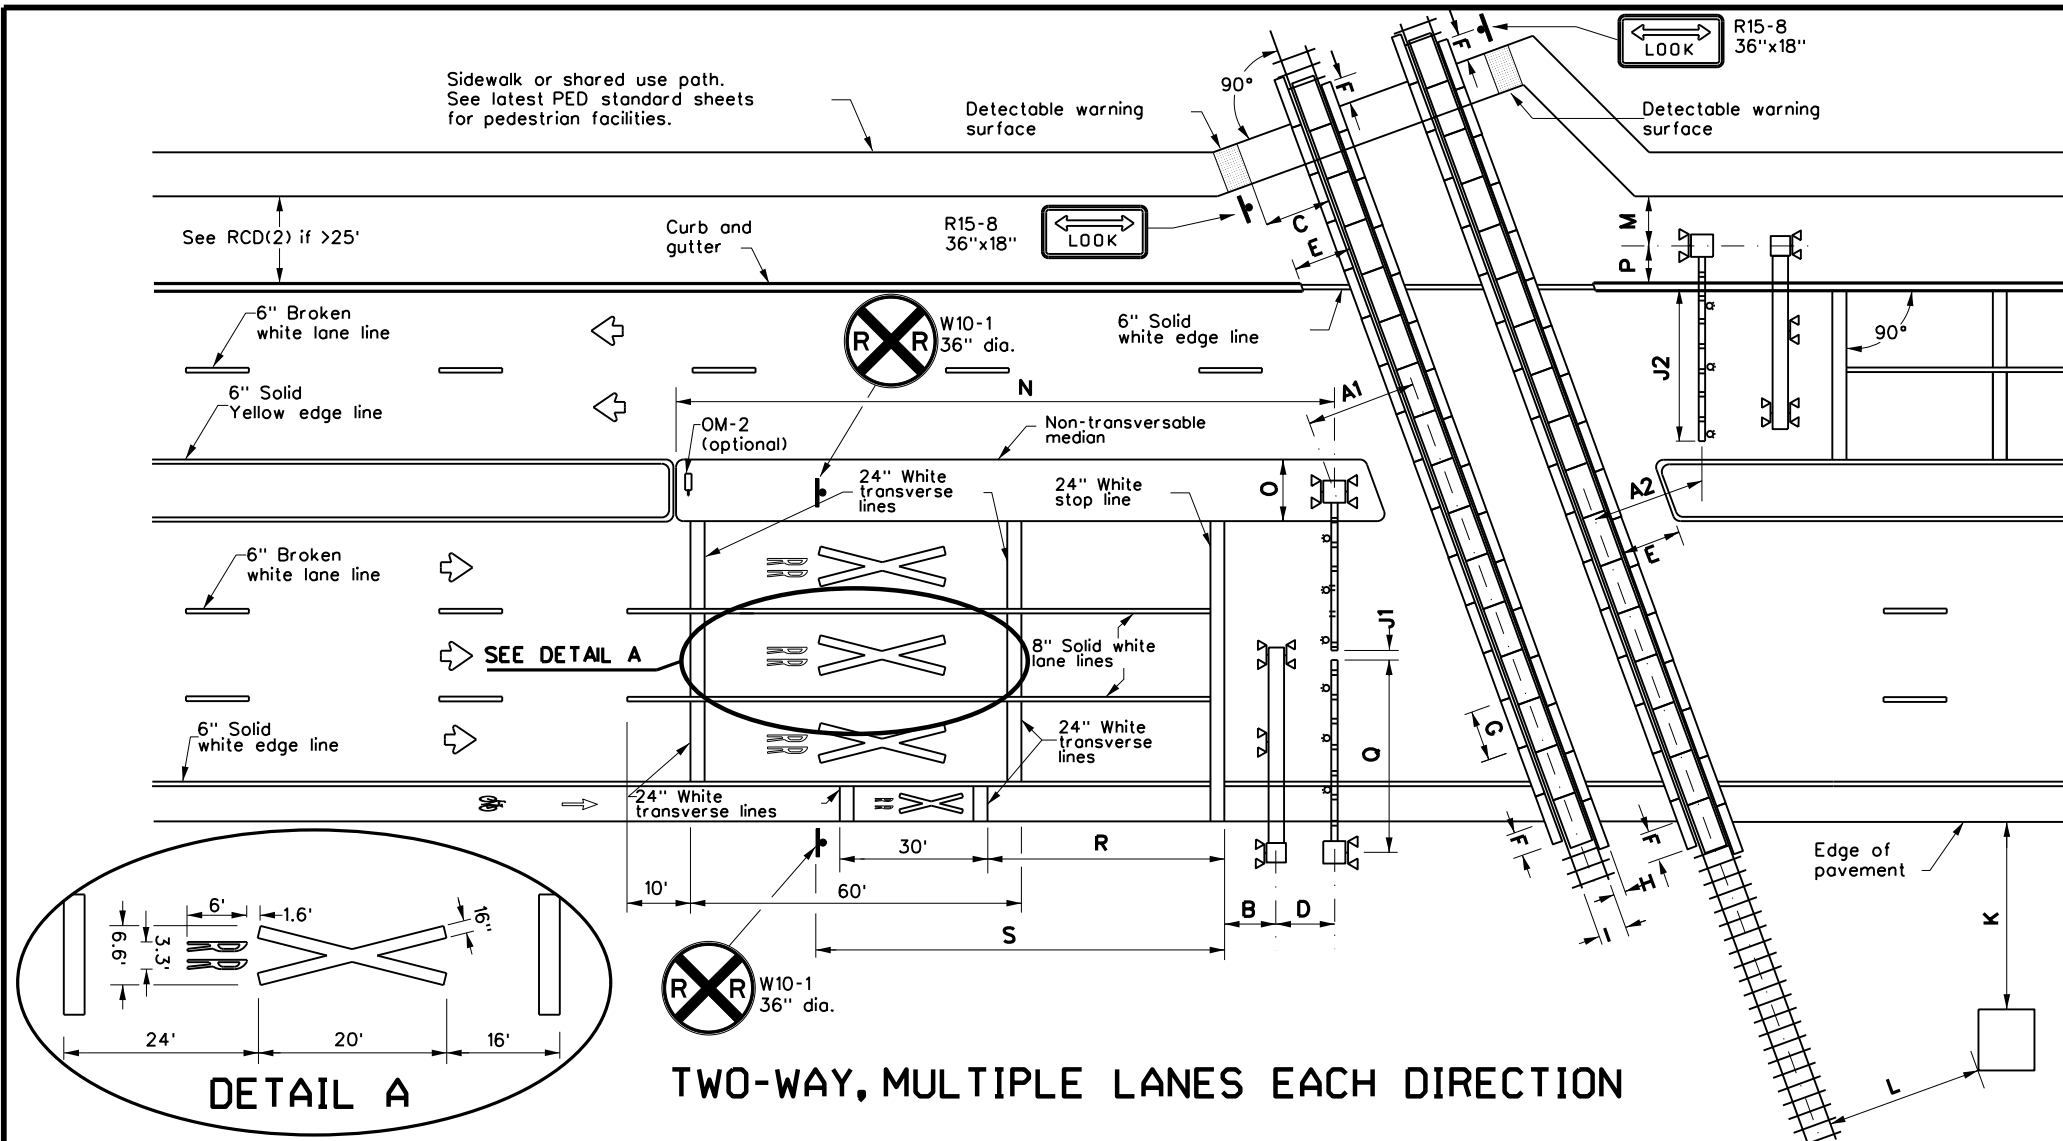 R15-8
36"x18"
LOOK
Sidewalk or shared use path.
See latest PED standard sheets
for pedestrian facilities.
90°
F
F
Detectable warning
surface
Detectable warning
surface
See RCD(2) if >25'
Curb and
gutter
R15-8
36"x18"
LOOK
C
E
M
P
6" Broken
white lane line
W10-1
36" dia.
R R
6" Solid
white edge line
90°
J2
N
A1
6" Solid
Yellow edge line
OM-2
(optional)
Non-transversable
median
24" White
transverse
lines
24" White
stop line
O
A2
E
6" Broken
white lane line
SEE DETAIL A
8" Solid white
lane lines
J1
G
Q
6" Solid
white edge line
24" White
transverse
lines
24" White
transverse lines
30'
R
F
F
H
I
Edge of
pavement
10'
60'
B
D
S
K
L
R R
W10-1
36" dia.
6'
1.6'
16"
6.6'
3.3'
24'
20'
16'
DETAIL A
TWO-WAY, MULTIPLE LANES EACH DIRECTION